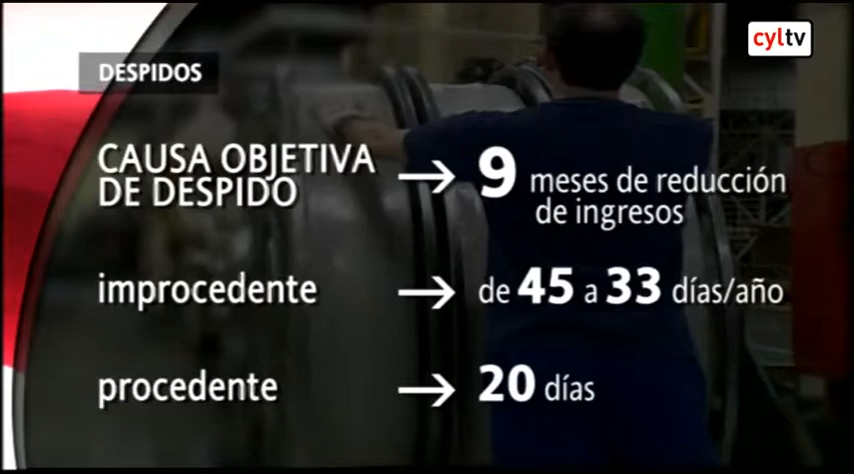 cyltv
DESPIDOS
CAUSA OBJETIVA
DE DESPIDO
→ 9 meses de reducción
de ingresos
improcedente → de 45 a 33 días/año
procedente → 20 días